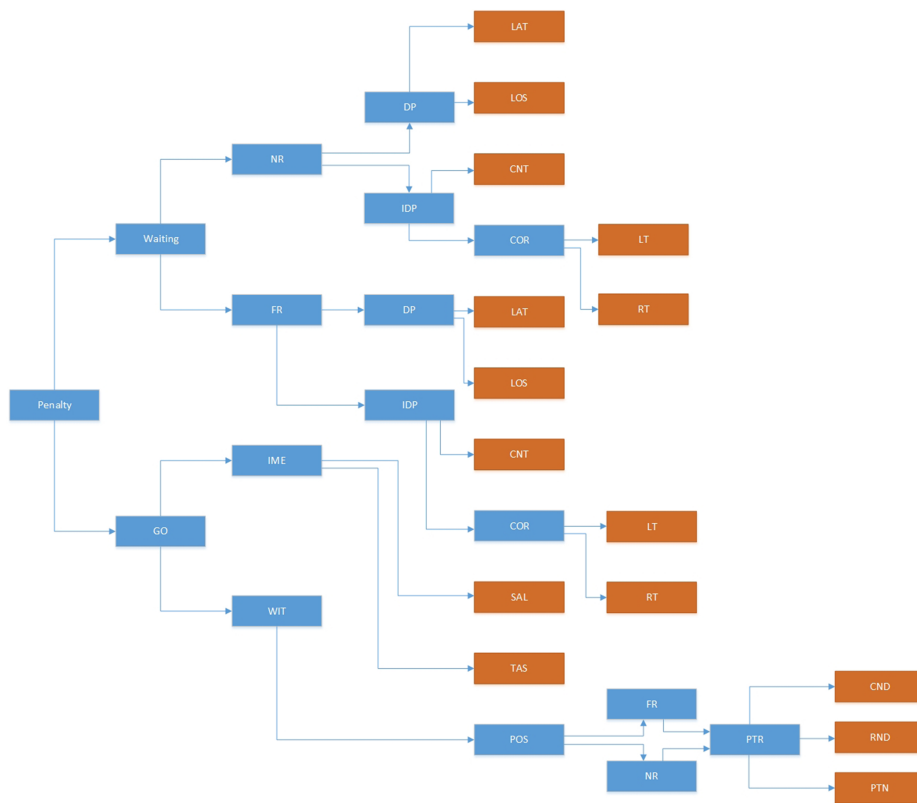 LAT
DP
LOS
NR
CNT
IDP
Waiting
COR
LT
FR
DP
LAT
RT
LOS
Penalty
IDP
IME
CNT
GO
COR
LT
WIT
SAL
RT
TAS
CND
FR
POS
PTR
RND
NR
PTN